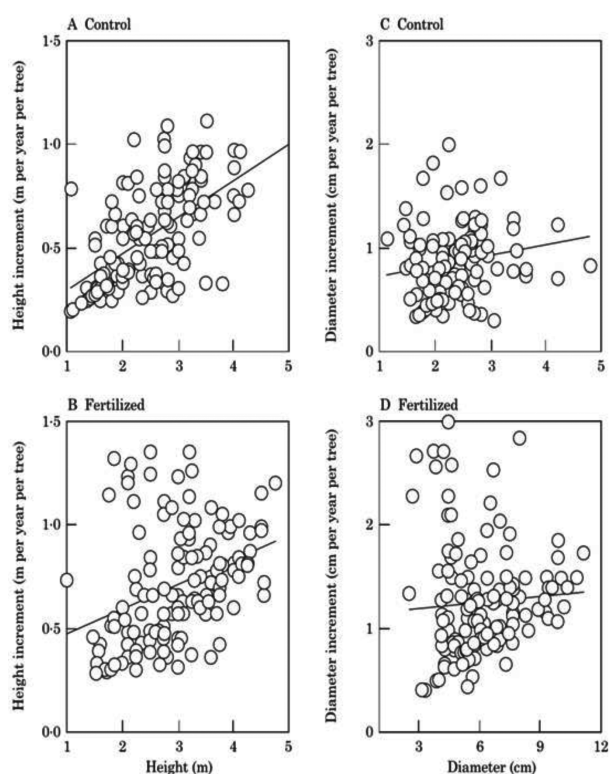 A Control
1·5
1·0
0·5
0·0
1 2 3 4 5
Height increment (m per year per tree)
C Control
3
2
1
0
1 2 3 4 5
Diameter increment (cm per year per tree)
B Fertilized
1·5
1·0
0·5
0·0
1 2 3 4 5
Height increment (m per year per tree)
Height (m)
D Fertilized
3
2
1
0
3 6 9 12
Diameter increment (cm per year per tree)
Diameter (cm)